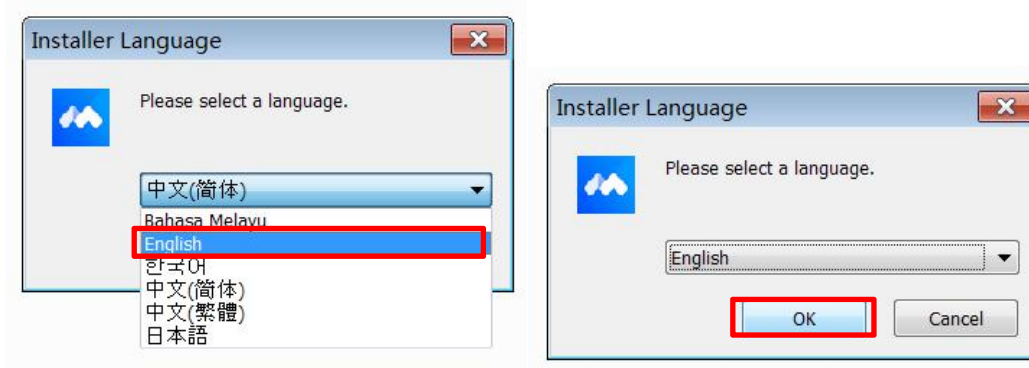 Installer Language
Please select a language.
中文(简体)
Bahasa Melayu
English
한국어
中文(简体)
中文(繁體)
日本語
Installer Language
Please select a language.
English
OK
Cancel